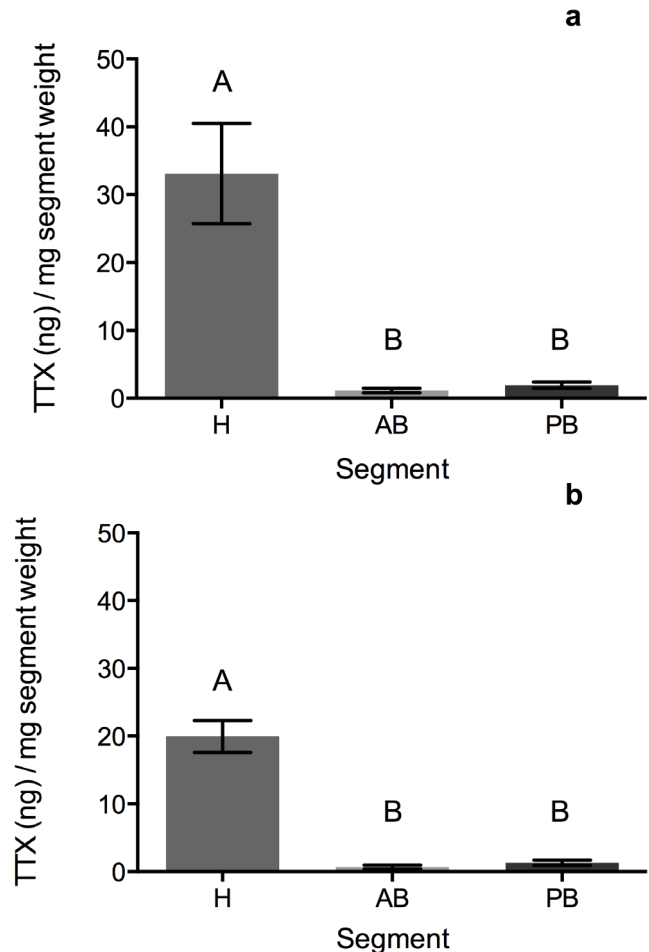 a
TTX (ng) / mg segment weight
50
40
30
20
10
0
A
B
B
H
AB
PB
Segment
b
TTX (ng) / mg segment weight
50
40
30
20
10
0
A
B
B
H
AB
PB
Segment